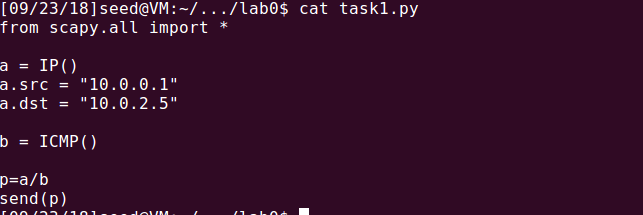 [09/23/18]seed@VM:~/.../lab0$ cat task1.py
from scapy.all import *
a = IP()
a.src = "10.0.0.1"
a.dst = "10.0.2.5"
b = ICMP()
p=a/b
send(p)
[09/23/18]seed@VM:~/.../lab0$